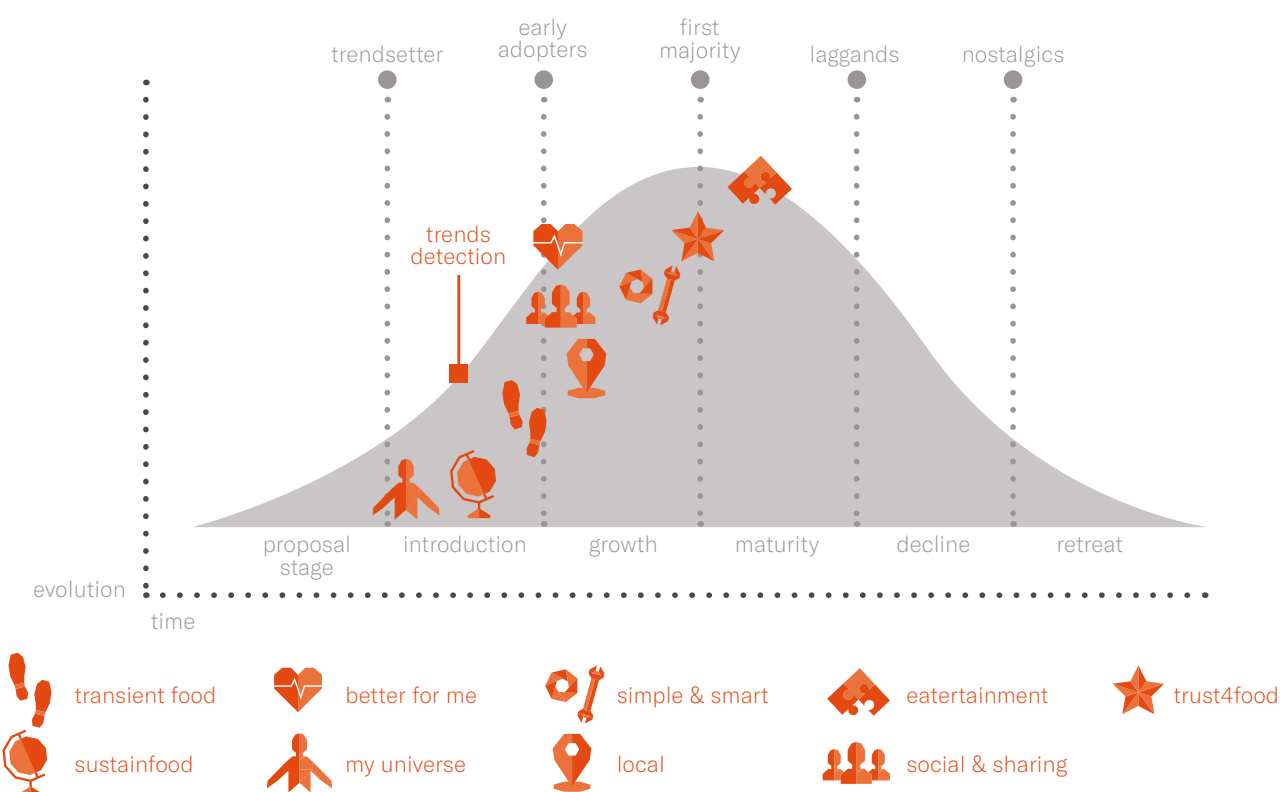 trendsetter
early
adopters
first
majority
laggands
nostalgics
trends
detection
proposal
stage
introduction
growth
maturity
decline
retreat
evolution
time
transient food
better for me
simple & smart
eatertainment
trust4food
sustainfood
my universe
local
social & sharing